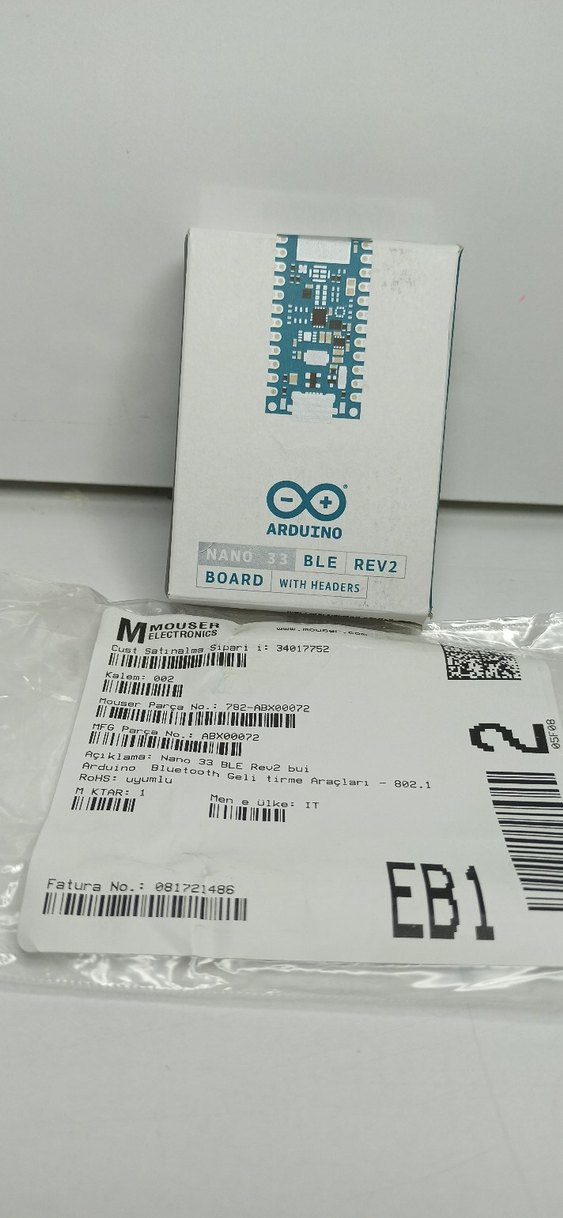 ARDUINO
NANO 33 BLE REV2
BOARD WITH HEADERS
MOUSER
ELECTRONICS
www.mouser.com
Cust Satınalma Sipari i: 34017752
Kalem: 002
Mouser Parça No.: 782-ABX00072
MFG Parça No.: ABX00072
Açıklama: Nano 33 BLE Rev2 bui
Arduino Bluetooth Geli tirme Araçları - 802.1
RoHS: uyumlu
M KTAR: 1
Men e ülke: IT
Fatura No.: 081721486
2
05F08
EB1